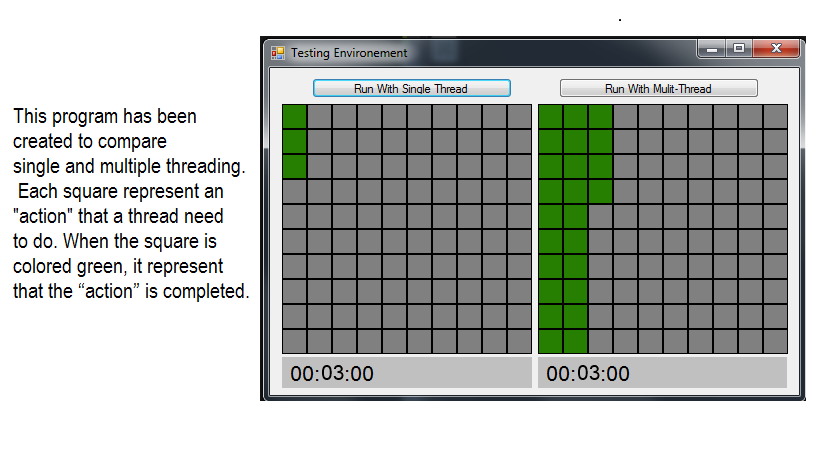 This program has been
created to compare
single and multiple threading.
Each square represent an
"action" that a thread need
to do. When the square is
colored green, it represent
that the “action” is completed.
Testing Environement
Run With Single Thread
Run With Mulit-Thread
00:03:00
00:03:00